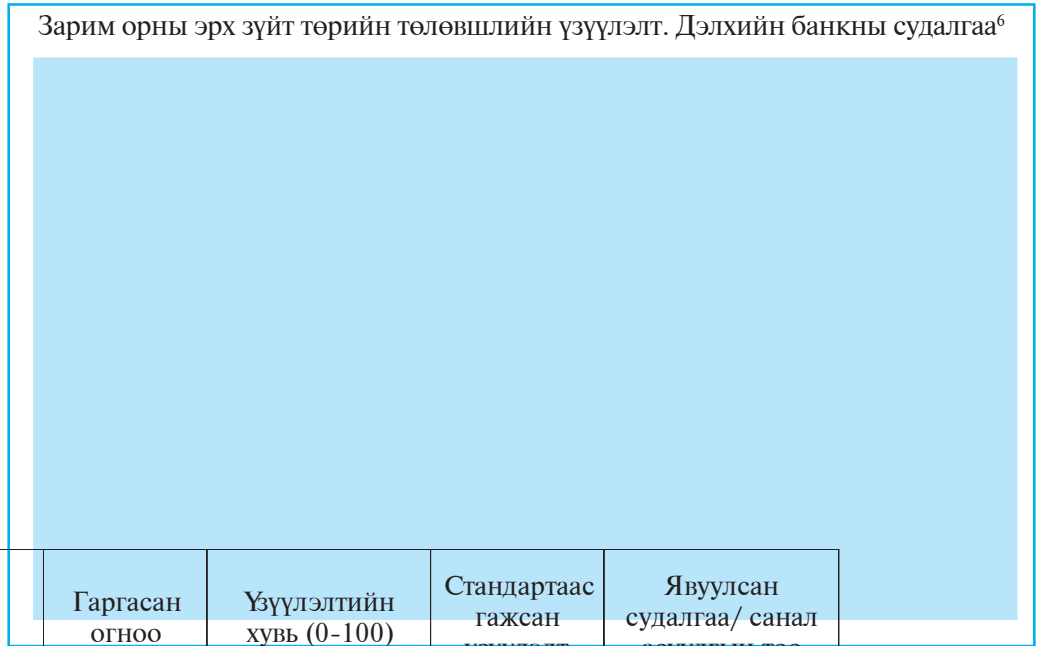 Зарим орны эрх зүйт төрийн төлөвшлийн үзүүлэлт. Дэлхийн банкны судалгаа⁶
Гаргасан
огноо
Үзүүлэлтийн
хувь (0-100)
Стандартаас
гажсан
Явуулсан
судалгаа/ санал